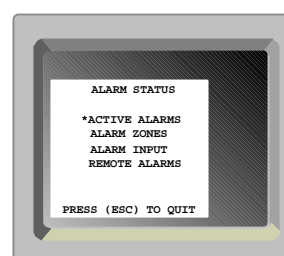 ALARM STATUS
*ACTIVE ALARMS
ALARM ZONES
ALARM INPUT
REMOTE ALARMS
PRESS (ESC) TO QUIT